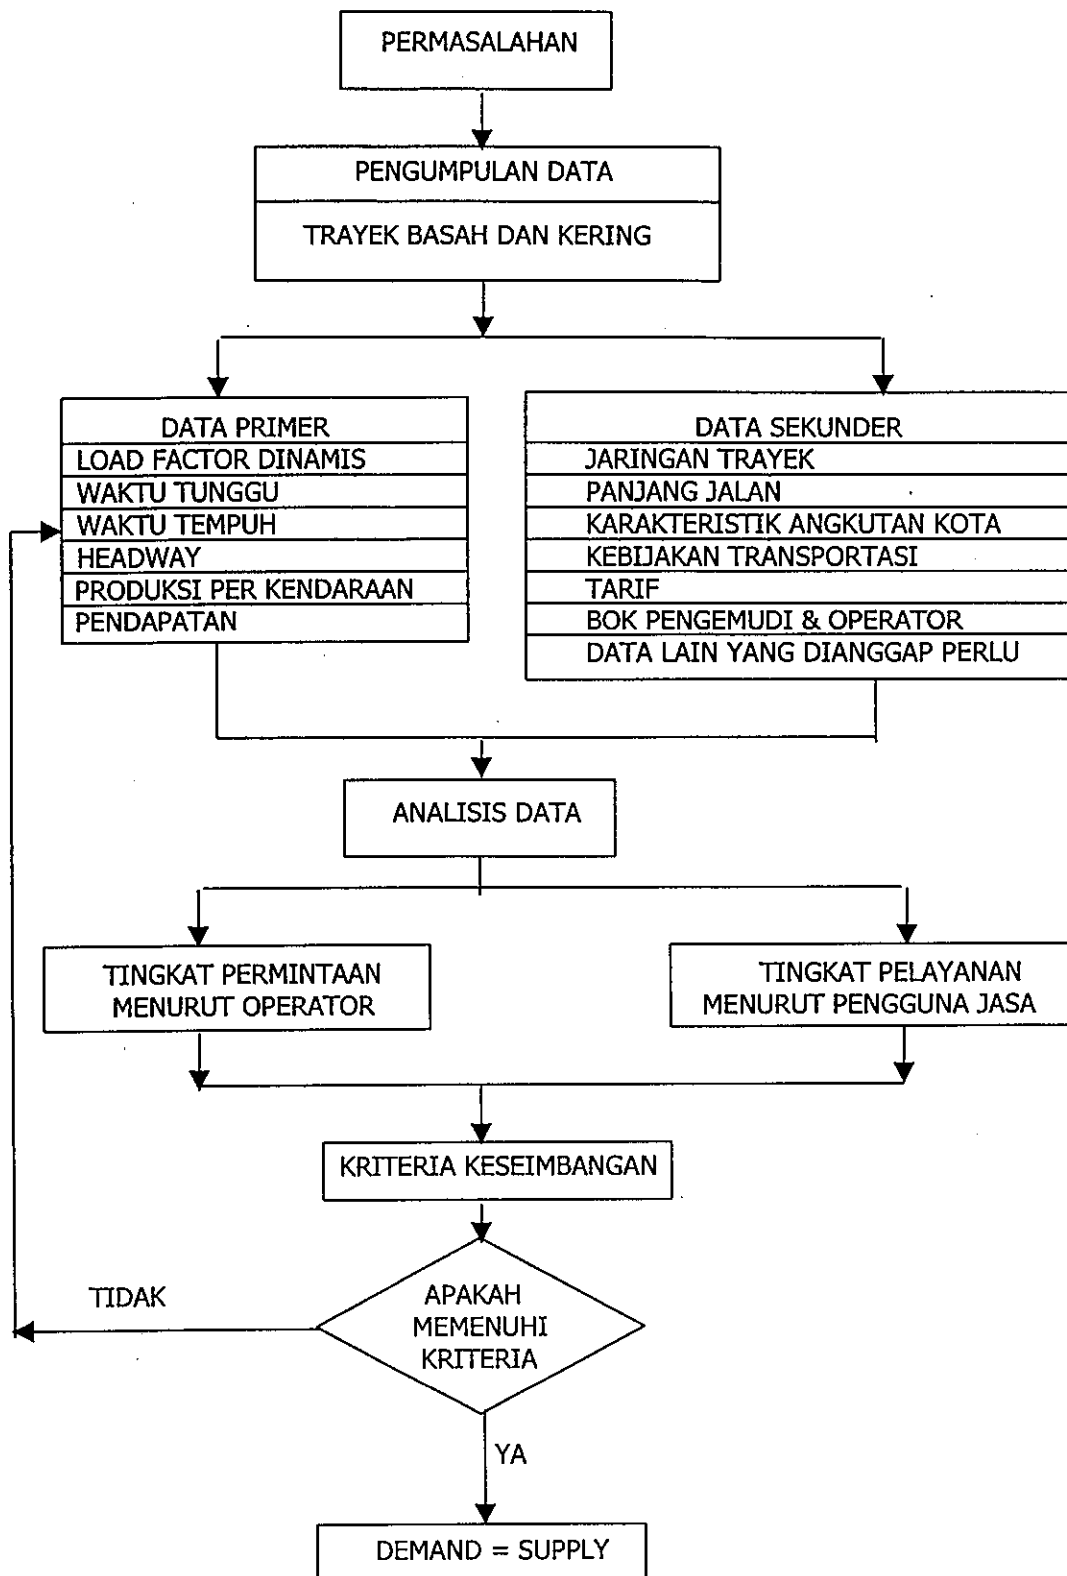 PERMASALAHAN
PENGUMPULAN DATA
TRAYEK BASAH DAN KERING
DATA PRIMER
LOAD FACTOR DINAMIS
WAKTU TUNGGU
WAKTU TEMPUH
HEADWAY
PRODUKSI PER KENDARAAN
PENDAPATAN
DATA SEKUNDER
JARINGAN TRAYEK
PANJANG JALAN
KARAKTERISTIK ANGKUTAN KOTA
KEBIJAKAN TRANSPORTASI
TARIF
BOK PENGEMUDI & OPERATOR
DATA LAIN YANG DIANGGAP PERLU
ANALISIS DATA
TINGKAT PERMINTAAN
MENURUT OPERATOR
TINGKAT PELAYANAN
MENURUT PENGGUNA JASA
KRITERIA KESEIMBANGAN
TIDAK
APAKAH
MEMENUHI
KRITERIA
YA
DEMAND = SUPPLY